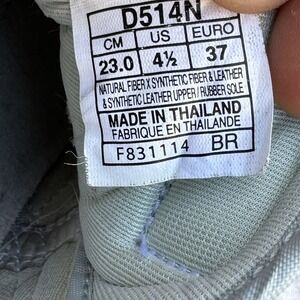 D514N
CM US EURO
23.0 4½ 37
NATURAL FIBER X SYNTHETIC FIBER & LEATHER
& SYNTHETIC LEATHER UPPER / RUBBER SOLE
MADE IN THAILAND
FABRIQUE EN THAILANDE
F831114 BR